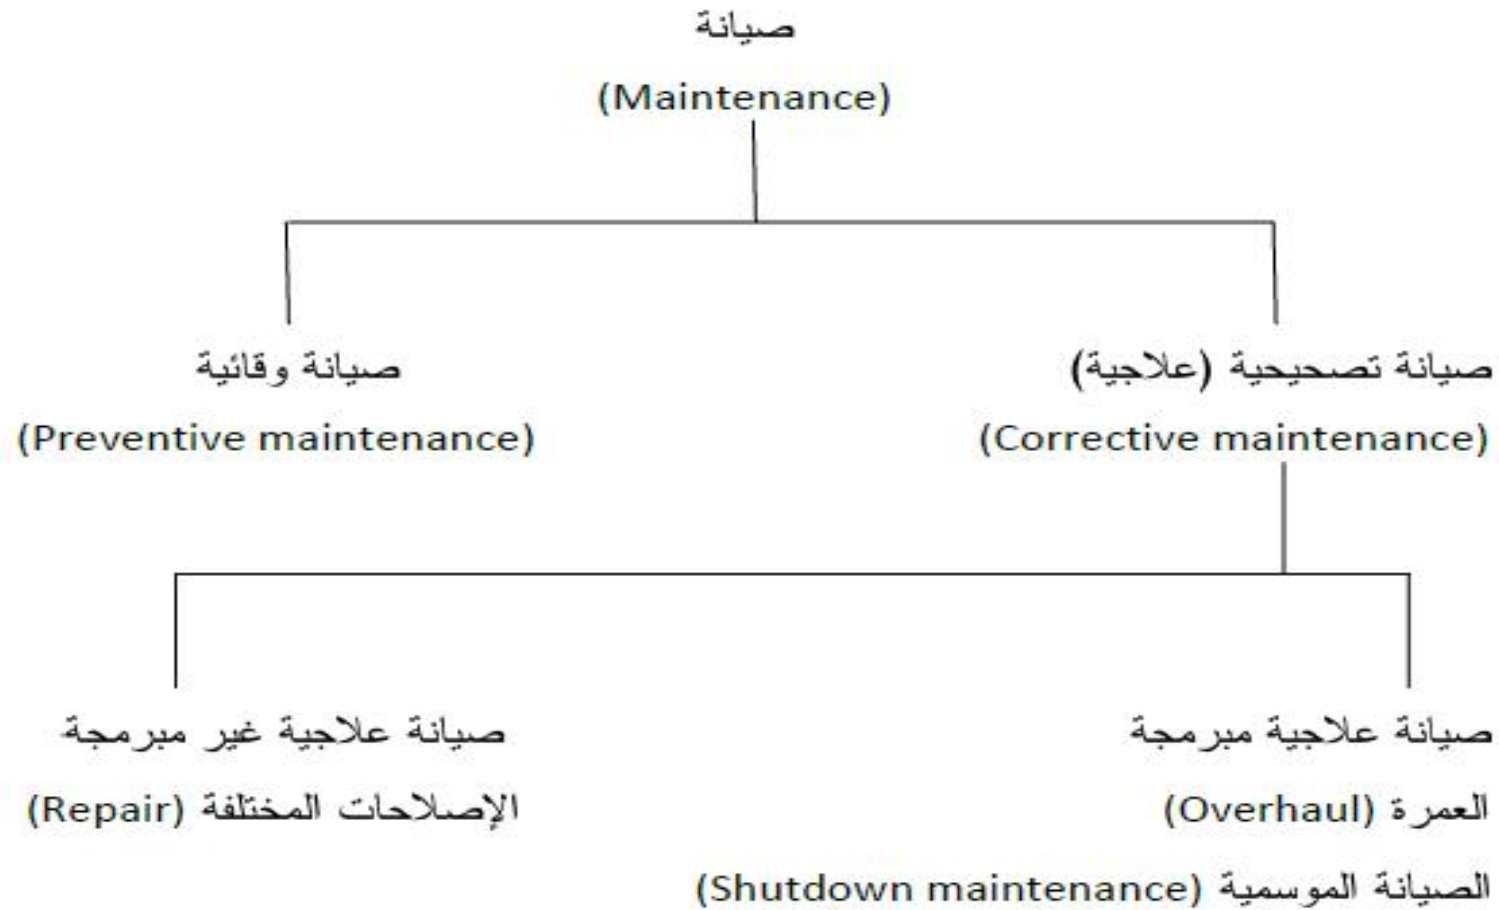 صيانة
(Maintenance)
صيانة تصحيحية (علاجية)
(Corrective maintenance)
صيانة وقائية
(Preventive maintenance)
صيانة علاجية مبرمجة
العمرة (Overhaul)
الصيانة الموسمية (Shutdown maintenance)
صيانة علاجية غير مبرمجة
الإصلاحات المختلفة (Repair)